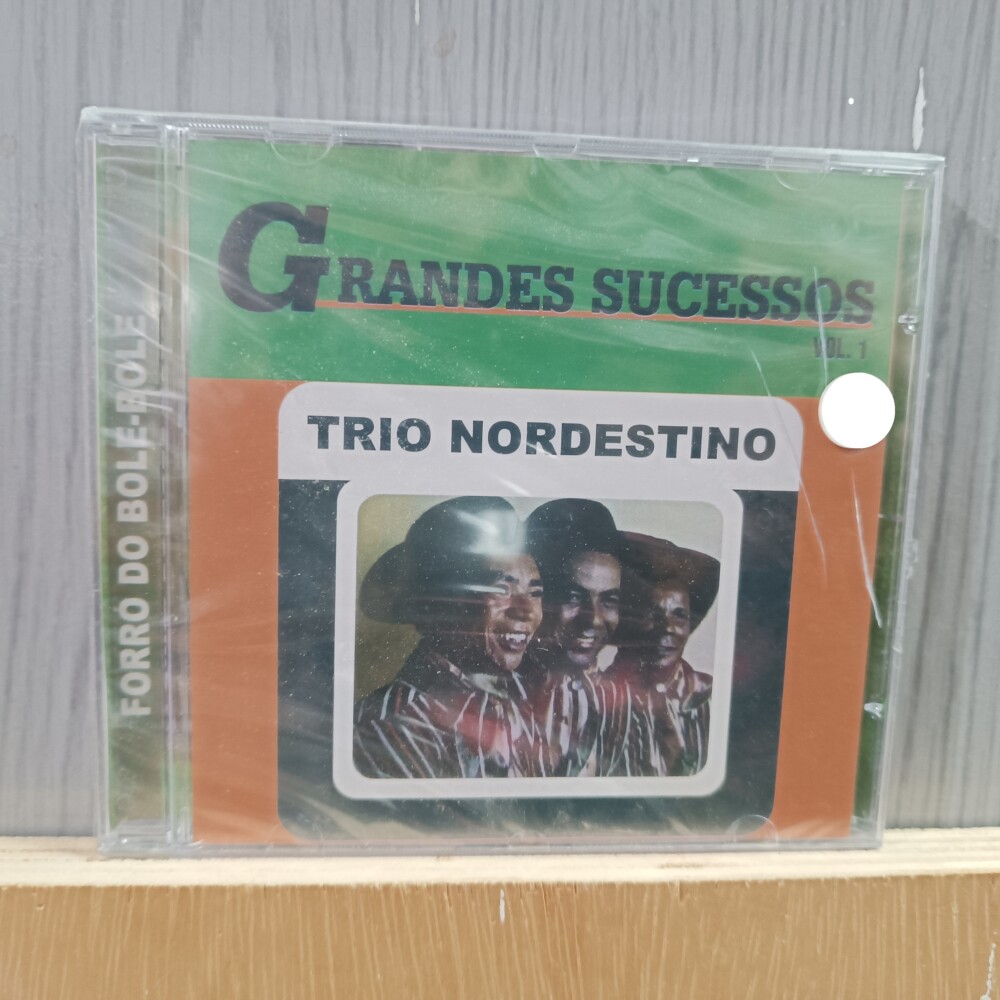 GRANDES SUCESSOS
VOL. 1
TRIO NORDESTINO
FORRO DO BOLE-BOLE